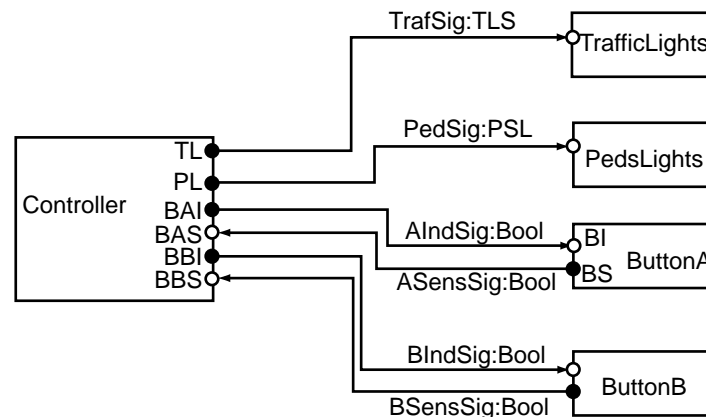 TrafSig:TLS
TrafficLights
PedSig:PSL
PedsLights
Controller
TL
PL
BAI
BAS
BBI
BBS
AIndSig:Bool
BI
ButtonA
BS
ASensSig:Bool
BIndSig:Bool
ButtonB
BSensSig:Bool